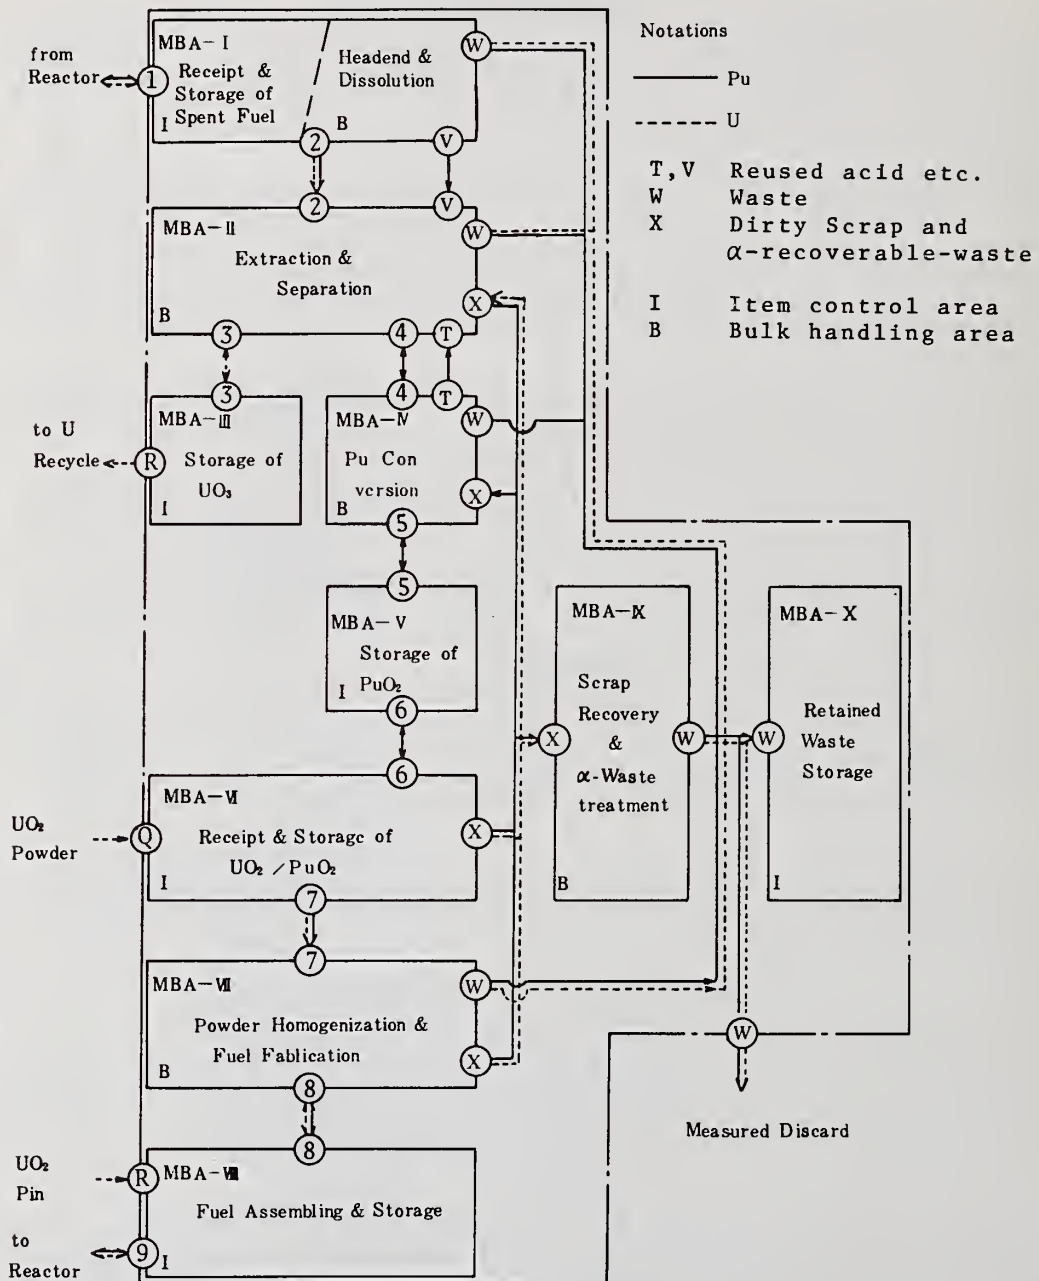 from
Reactor
1
MBA-I
Receipt &
Storage of
Spent Fuel
I
Headend &
Dissolution
B
W
2
V
2
V
MBA-II
Extraction &
Separation
B
W
X
3
4
T
3
4
T
to U
Recycle
R
MBA-III
Storage of
UO₃
I
MBA-IV
Pu Con
version
B
W
X
5
5
MBA-V
Storage of
PuO₂
I
6
6
UO₂
Powder
Q
MBA-VI
Receipt & Storage of
UO₂ / PuO₂
I
X
7
7
MBA-VII
Powder Homogenization &
Fuel Fablication
B
W
X
8
8
UO₂
Pin
R
MBA-VIII
Fuel Assembling & Storage
to
Reactor
9
I
MBA-IX
Scrap
Recovery
&
α-Waste
treatment
X
W
B
MBA-X
Retained
Waste
Storage
W
I
W
Measured Discard
Notations
Pu
U
T, V Reused acid etc.
W Waste
X Dirty Scrap and
α-recoverable-waste
I Item control area
B Bulk handling area